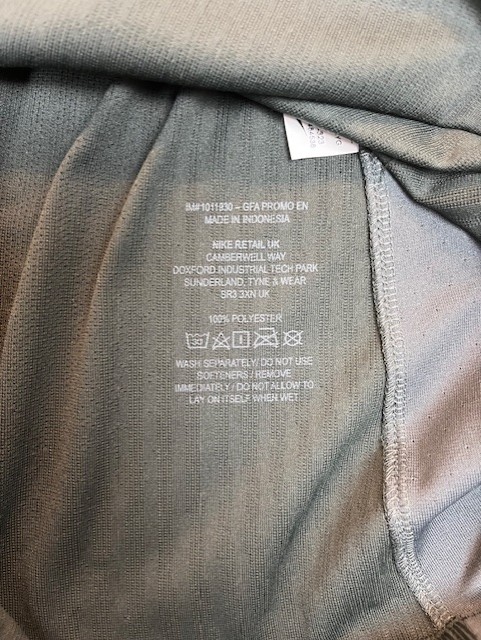 IM#1011930 – GFA PROMO EN
MADE IN INDONESIA
NIKE RETAIL UK
CAMBERWELL WAY
DOXFORD INDUSTRIAL TECH PARK
SUNDERLAND, TYNE & WEAR
SR3 3XN UK
100% POLYESTER
30
WASH SEPARATELY/ DO NOT USE
SOFTENERS / REMOVE
IMMEDIATELY / DO NOT ALLOW TO
LAY ON ITSELF WHEN WET